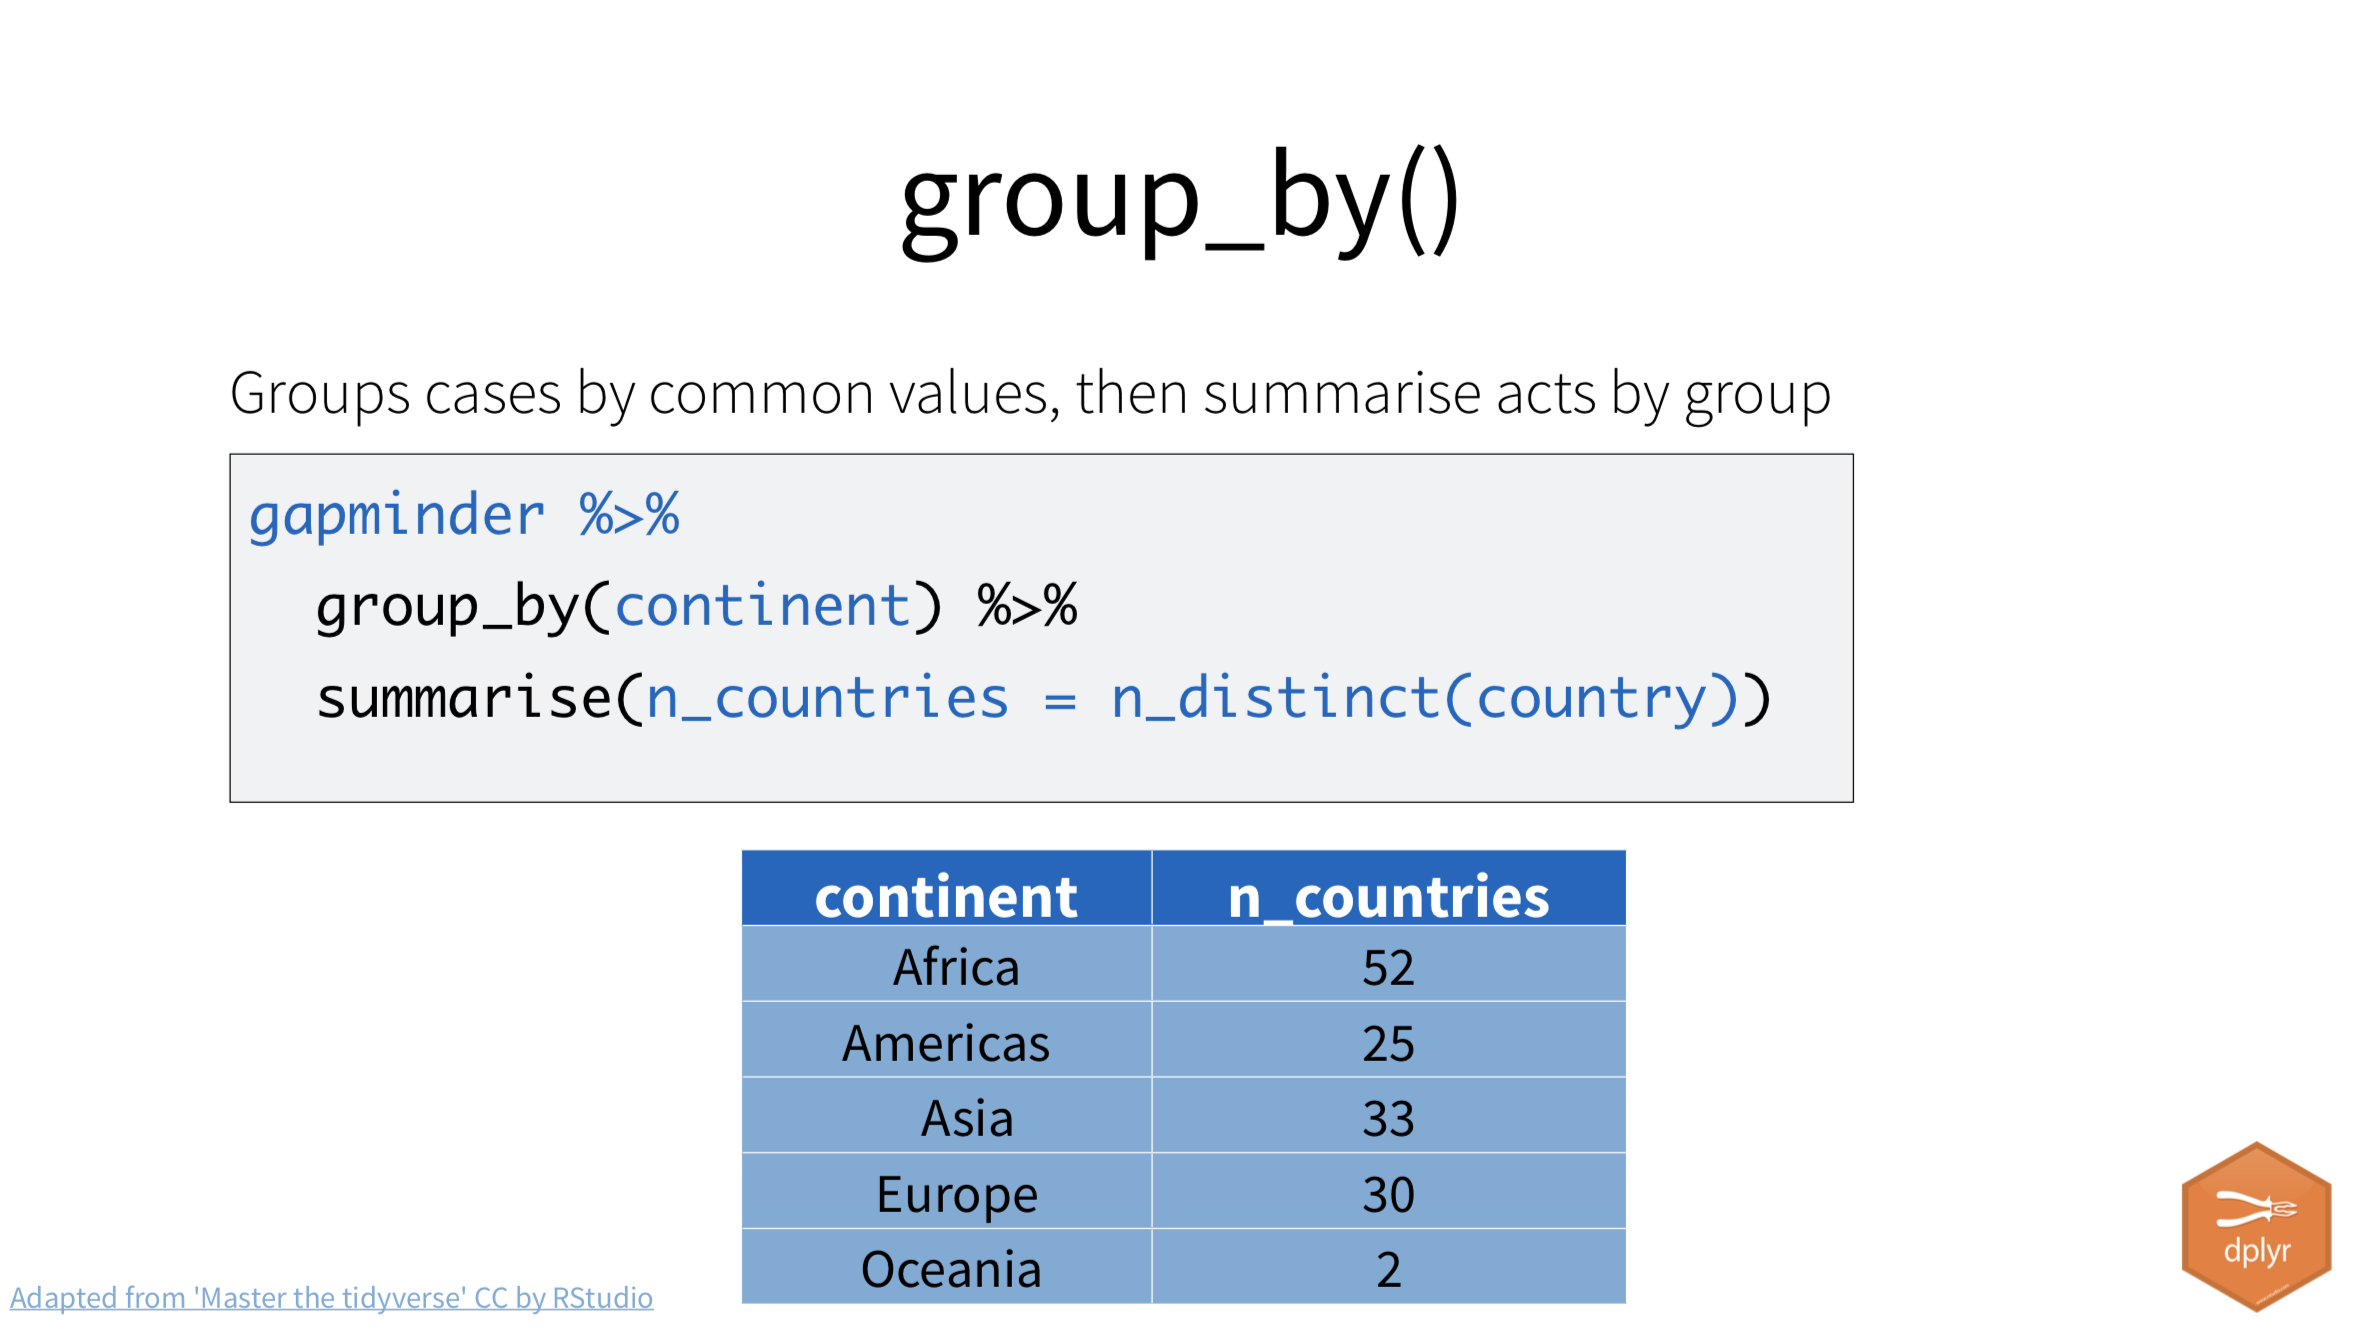 group_by()
Groups cases by common values, then summarise acts by group
gapminder %>%
group_by(continent) %>%
summarise(n_countries = n_distinct(country))
continent n_countries
Africa 52
Americas 25
Asia 33
Europe 30
Oceania 2
dplyr
Adapted from 'Master the tidyverse' CC by RStudio